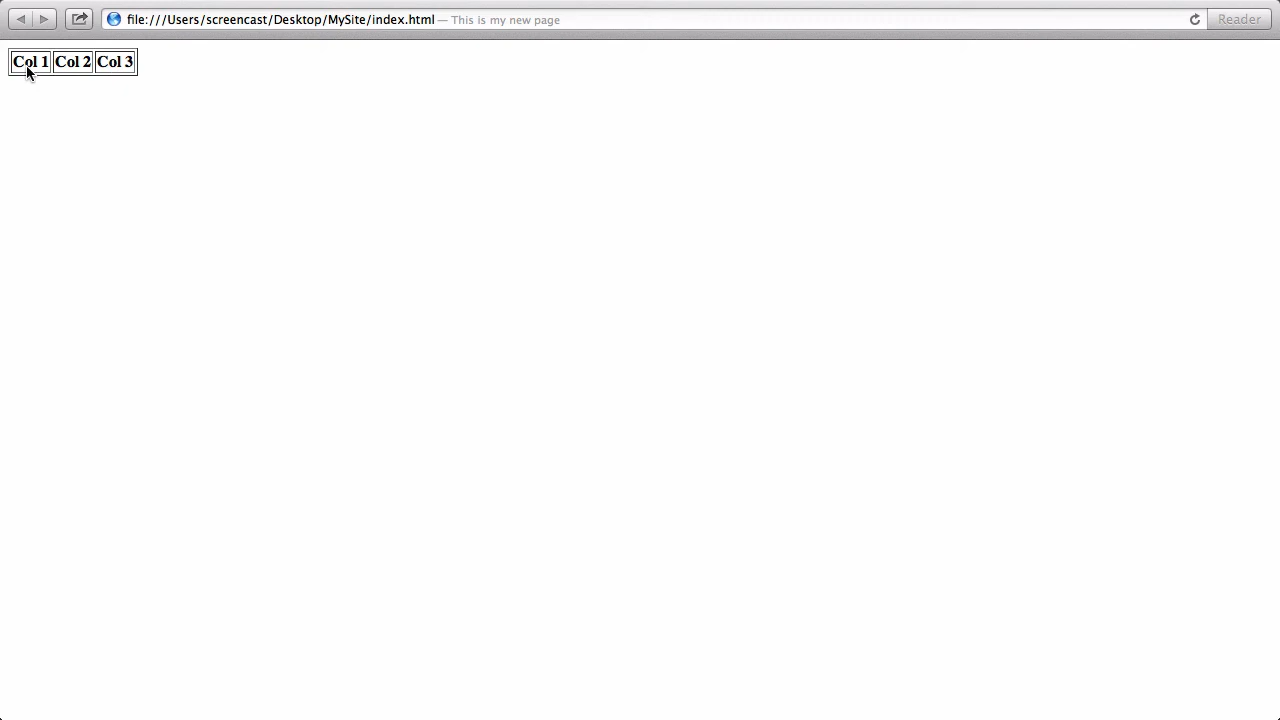 file:///Users/screencast/Desktop/MySite/index.html — This is my new page
Reader
Col 1 Col 2 Col 3